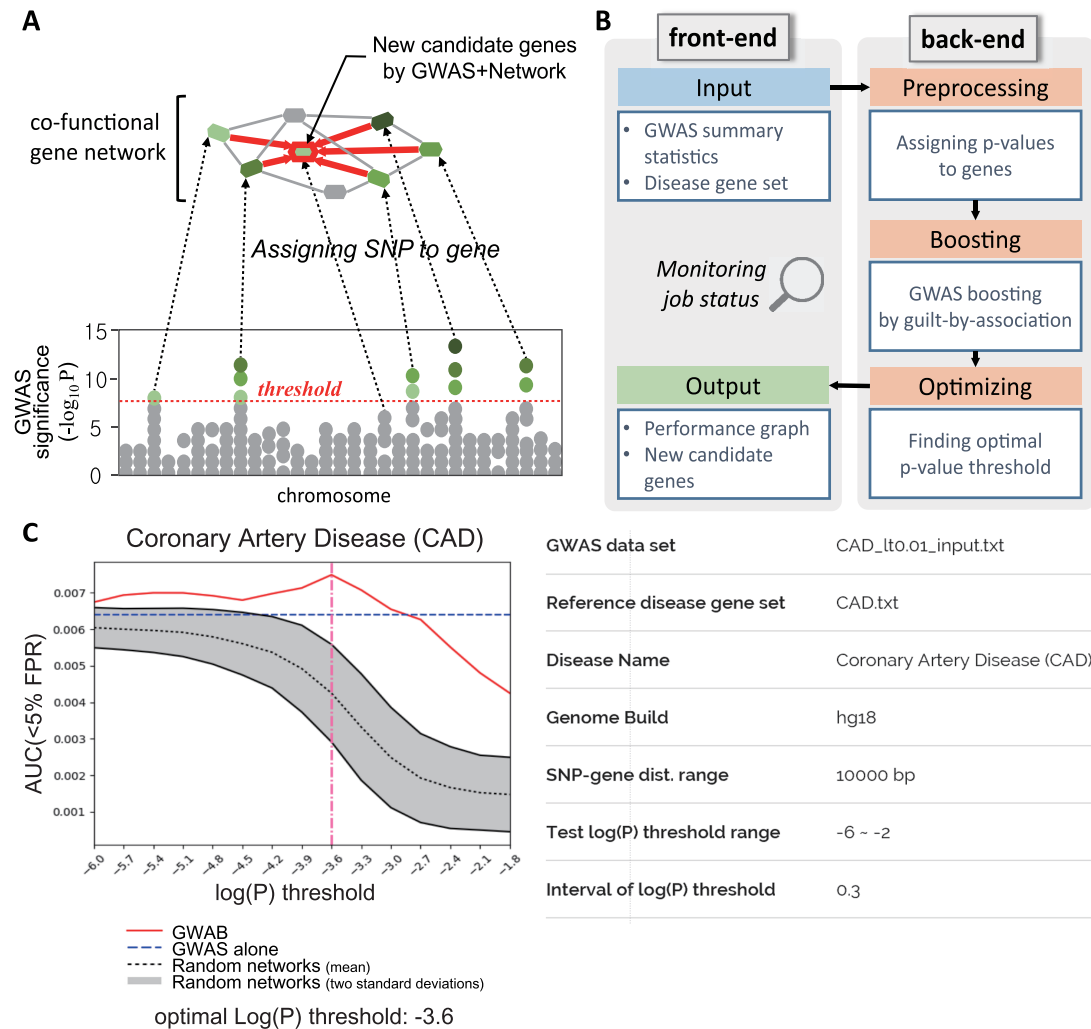 A
New candidate genes
by GWAS+Network
co-functional
gene network
Assigning SNP to gene
GWAS
significance
(-log10 P)
15
10
5
0
threshold
chromosome
B
front-end
back-end
Input
• GWAS summary
statistics
• Disease gene set
Preprocessing
Assigning p-values
to genes
Boosting
GWAS boosting
by guilt-by-association
Monitoring
job status
Optimizing
Finding optimal
p-value threshold
Output
• Performance graph
• New candidate
genes
C
Coronary Artery Disease (CAD)
AUC(<5% FPR)
0.007
0.006
0.005
0.004
0.003
0.002
0.001
−6.0 −5.7 −5.4 −5.1 −4.8 −4.5 −4.2 −3.9 −3.6 −3.3 −3.0 −2.7 −2.4 −2.1 −1.8
log(P) threshold
GWAB
GWAS alone
Random networks (mean)
Random networks (two standard deviations)
optimal Log(P) threshold: -3.6
GWAS data set CAD_lt0.01_input.txt
Reference disease gene set CAD.txt
Disease Name Coronary Artery Disease (CAD)
Genome Build hg18
SNP-gene dist. range 10000 bp
Test log(P) threshold range -6 ~ -2
Interval of log(P) threshold 0.3